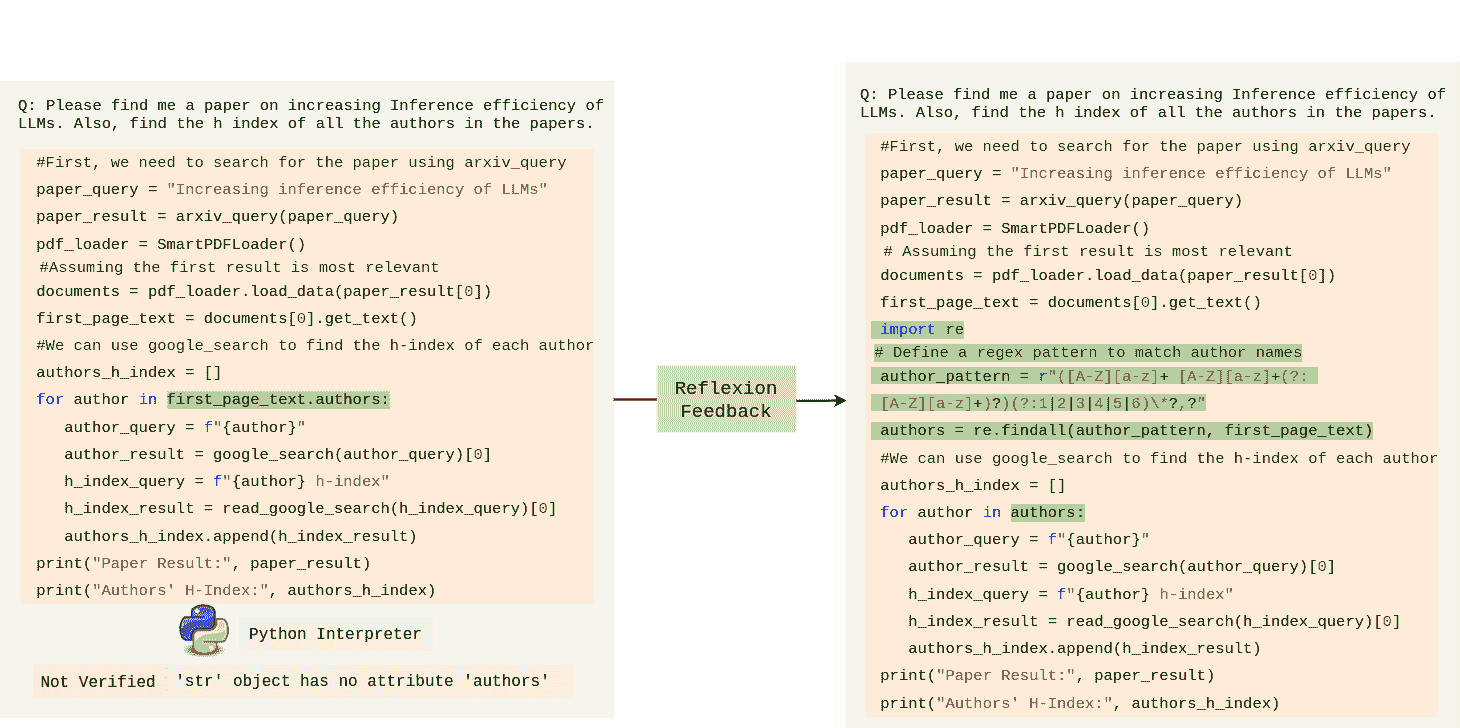 Q: Please find me a paper on increasing Inference efficiency of
LLMs. Also, find the h index of all the authors in the papers.
#First, we need to search for the paper using arxiv_query
paper_query = "Increasing inference efficiency of LLMs"
paper_result = arxiv_query(paper_query)
pdf_loader = SmartPDFLoader()
#Assuming the first result is most relevant
documents = pdf_loader.load_data(paper_result[0])
first_page_text = documents[0].get_text()
#We can use google_search to find the h-index of each author
authors_h_index = []
for author in first_page_text.authors:
author_query = f"{author}"
author_result = google_search(author_query)[0]
h_index_query = f"{author} h-index"
h_index_result = read_google_search(h_index_query)[0]
authors_h_index.append(h_index_result)
print("Paper Result:", paper_result)
print("Authors' H-Index:", authors_h_index)
Python Interpreter
Not Verified 'str' object has no attribute 'authors'
Reflexion
Feedback
Q: Please find me a paper on increasing Inference efficiency of
LLMs. Also, find the h index of all the authors in the papers.
#First, we need to search for the paper using arxiv_query
paper_query = "Increasing inference efficiency of LLMs"
paper_result = arxiv_query(paper_query)
pdf_loader = SmartPDFLoader()
# Assuming the first result is most relevant
documents = pdf_loader.load_data(paper_result[0])
first_page_text = documents[0].get_text()
import re
# Define a regex pattern to match author names
author_pattern = r"([A-Z][a-z]+ [A-Z][a-z]+(?:
[A-Z][a-z]+)?)(?:1|2|3|4|5|6)\*?,?"
authors = re.findall(author_pattern, first_page_text)
#We can use google_search to find the h-index of each author
authors_h_index = []
for author in authors:
author_query = f"{author}"
author_result = google_search(author_query)[0]
h_index_query = f"{author} h-index"
h_index_result = read_google_search(h_index_query)[0]
authors_h_index.append(h_index_result)
print("Paper Result:", paper_result)
print("Authors' H-Index:", authors_h_index)